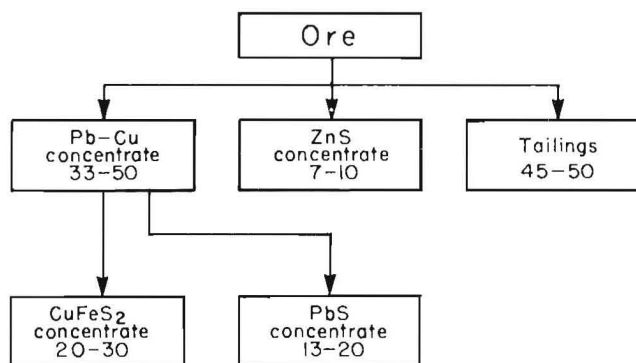 Ore
Pb-Cu
concentrate
33-50
ZnS
concentrate
7-10
Tailings
45-50
CuFeS₂
concentrate
20-30
PbS
concentrate
13-20